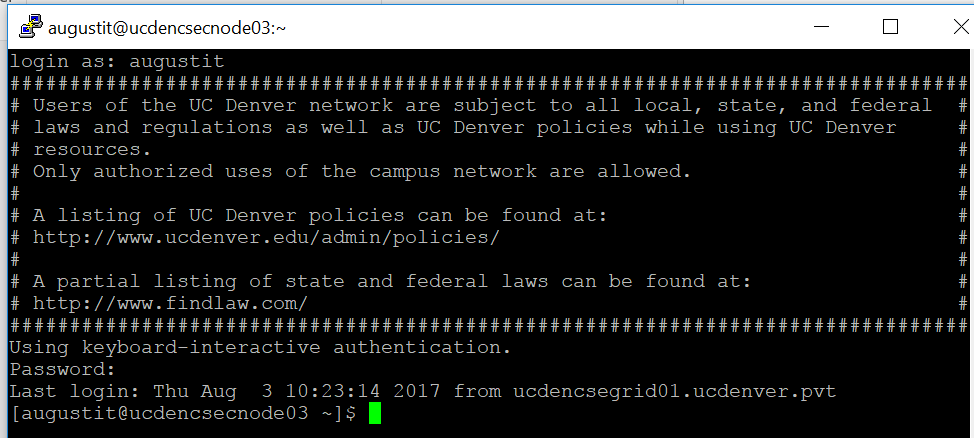 augustit@ucdencsecnode03:~
login as: augustit
################################################################################
# Users of the UC Denver network are subject to all local, state, and federal  #
# laws and regulations as well as UC Denver policies while using UC Denver     #
# resources.                                                                   #
# Only authorized uses of the campus network are allowed.                      #
#                                                                              #
# A listing of UC Denver policies can be found at:                             #
# http://www.ucdenver.edu/admin/policies/                                      #
#                                                                              #
# A partial listing of state and federal laws can be found at:                 #
# http://www.findlaw.com/                                                      #
################################################################################
Using keyboard-interactive authentication.
Password:
Last login: Thu Aug  3 10:23:14 2017 from ucdencsegrid01.ucdenver.pvt
[augustit@ucdencsecnode03 ~]$